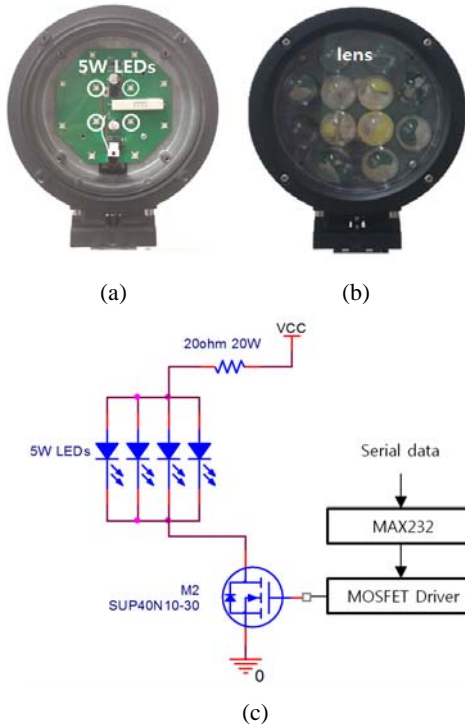 5W LEDs
lens
(a)
(b)
VCC
20ohm 20W
5W LEDs
Serial data
MAX232
M2
SUP40N10-30
MOSFET Driver
0
(c)